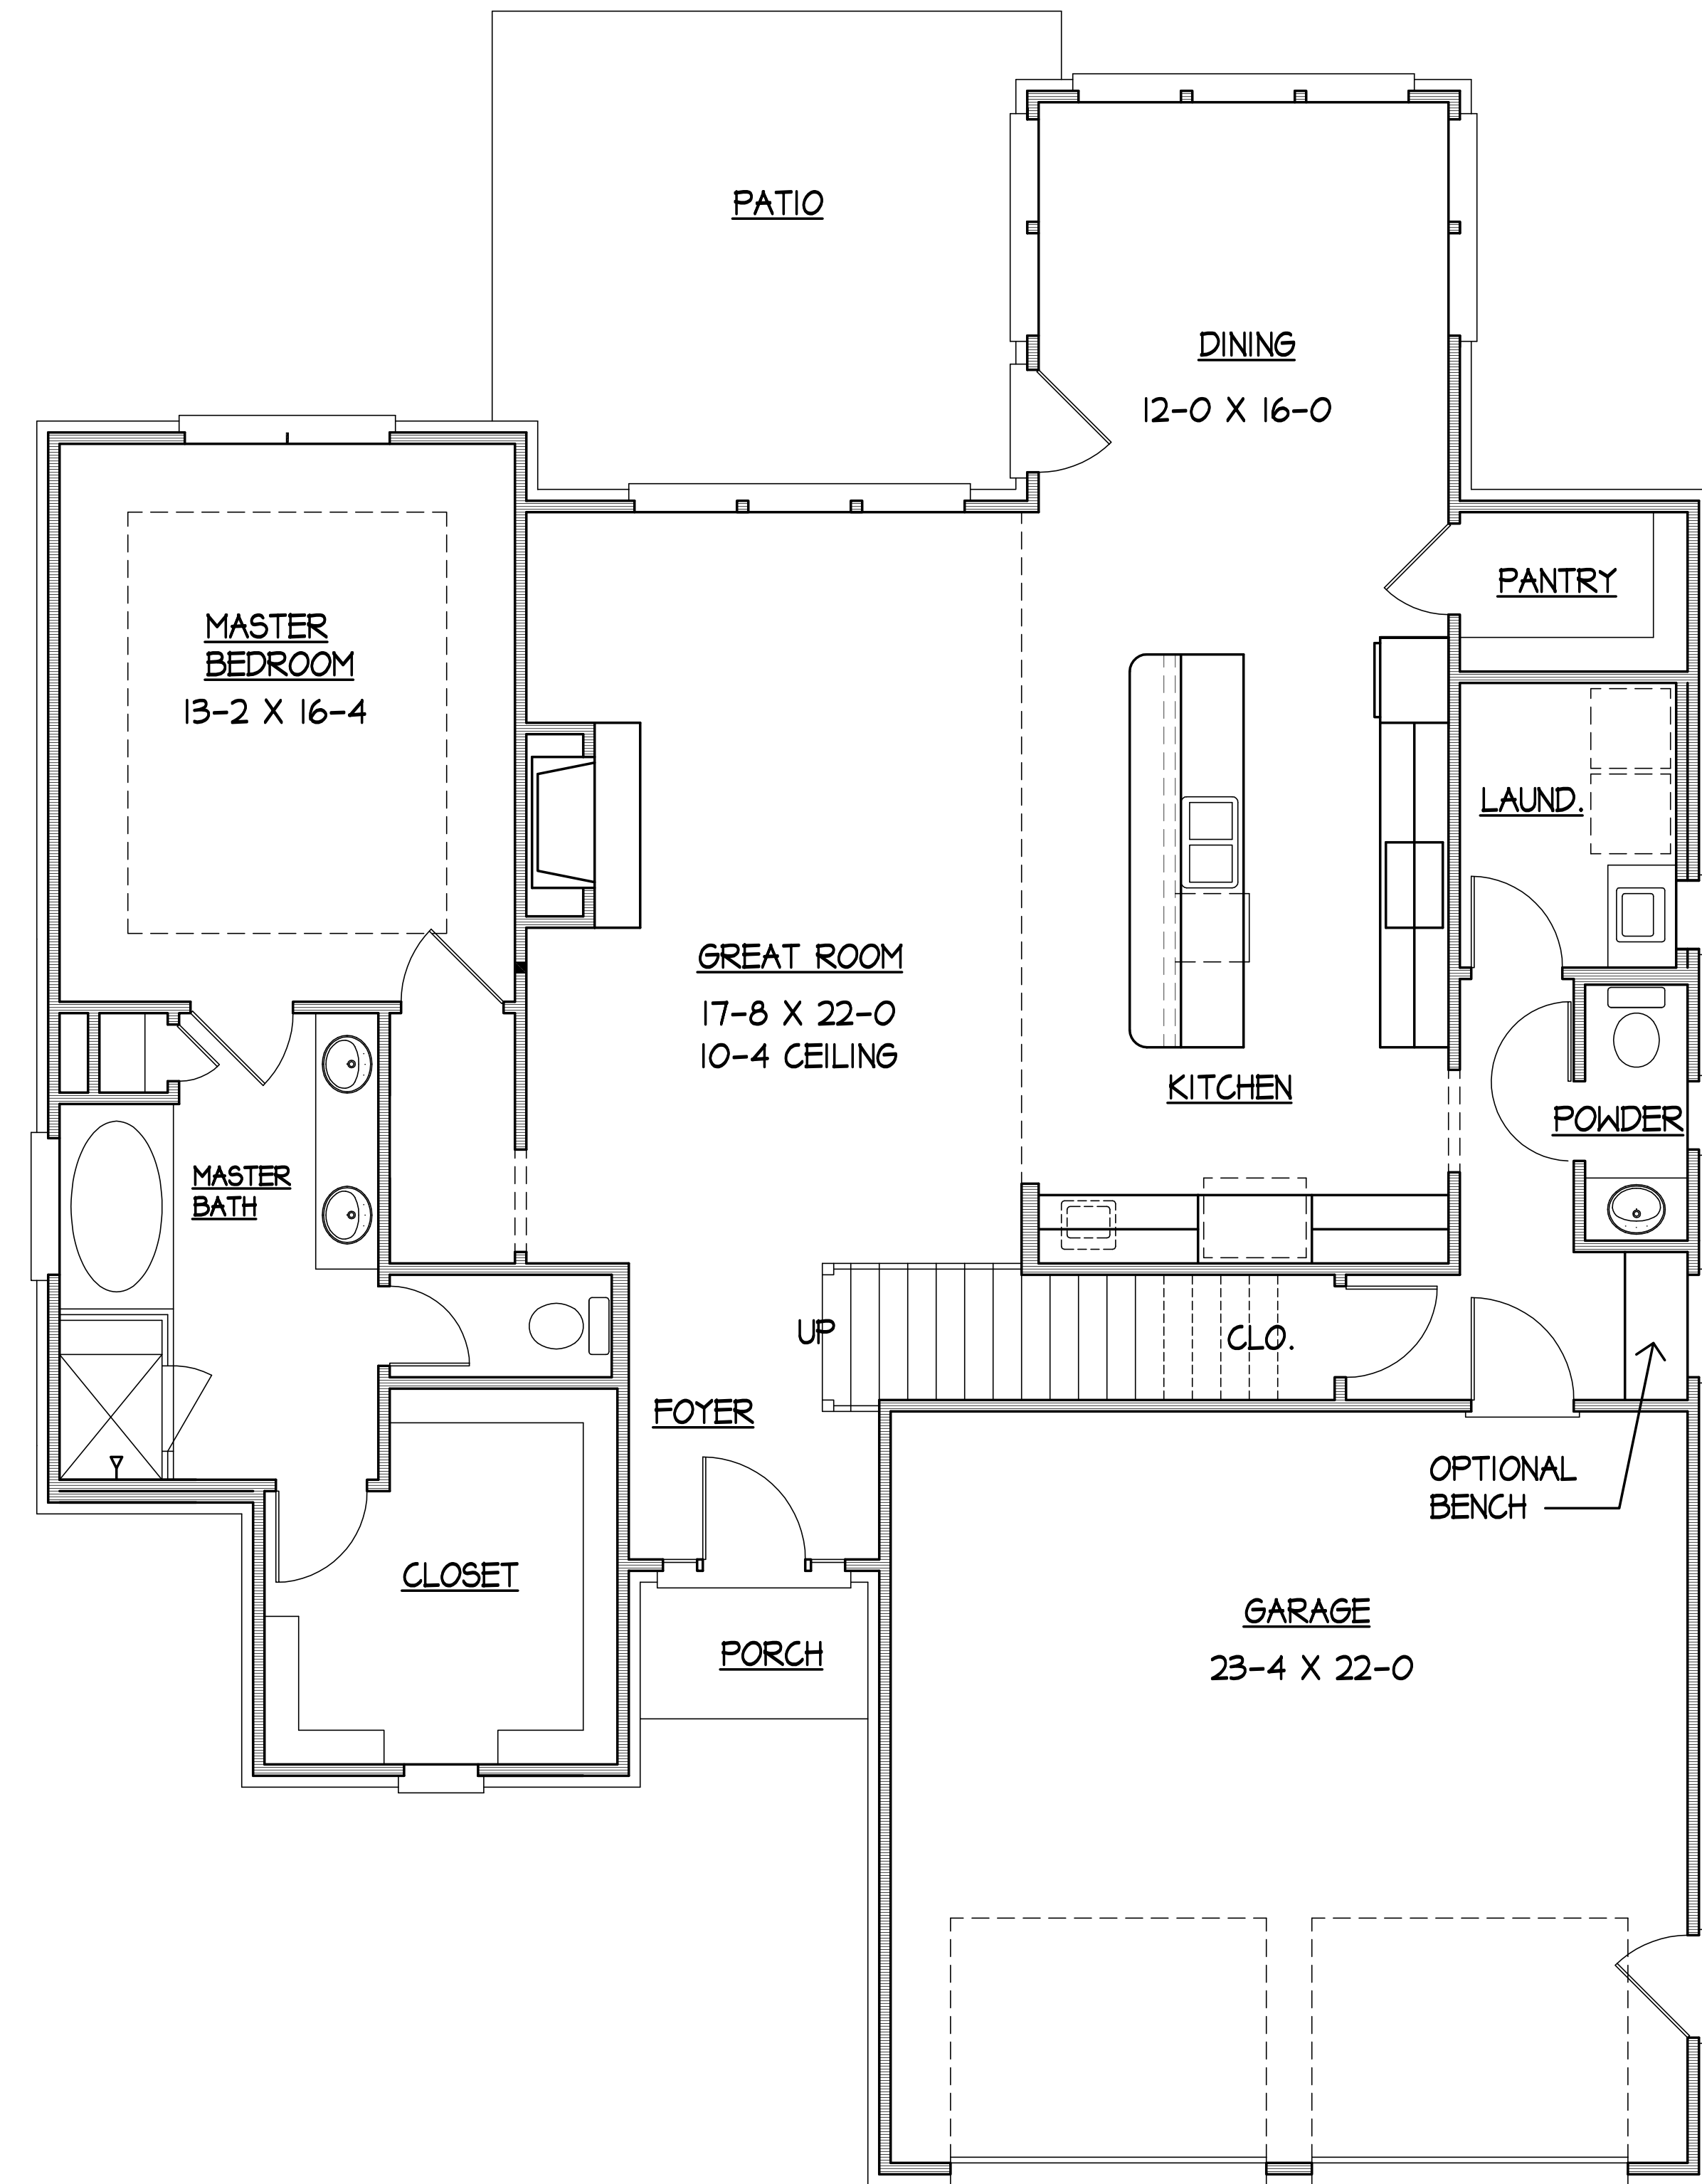 PATIO
DINING
12-0 X 16-0
PANTRY
MASTER
BEDROOM
13-2 X 16-4
LAUND.
GREAT ROOM
17-8 X 22-0
10-4 CEILING
KITCHEN
POWDER
MASTER
BATH
UP
CLO.
FOYER
OPTIONAL
BENCH
CLOSET
GARAGE
23-4 X 22-0
PORCH